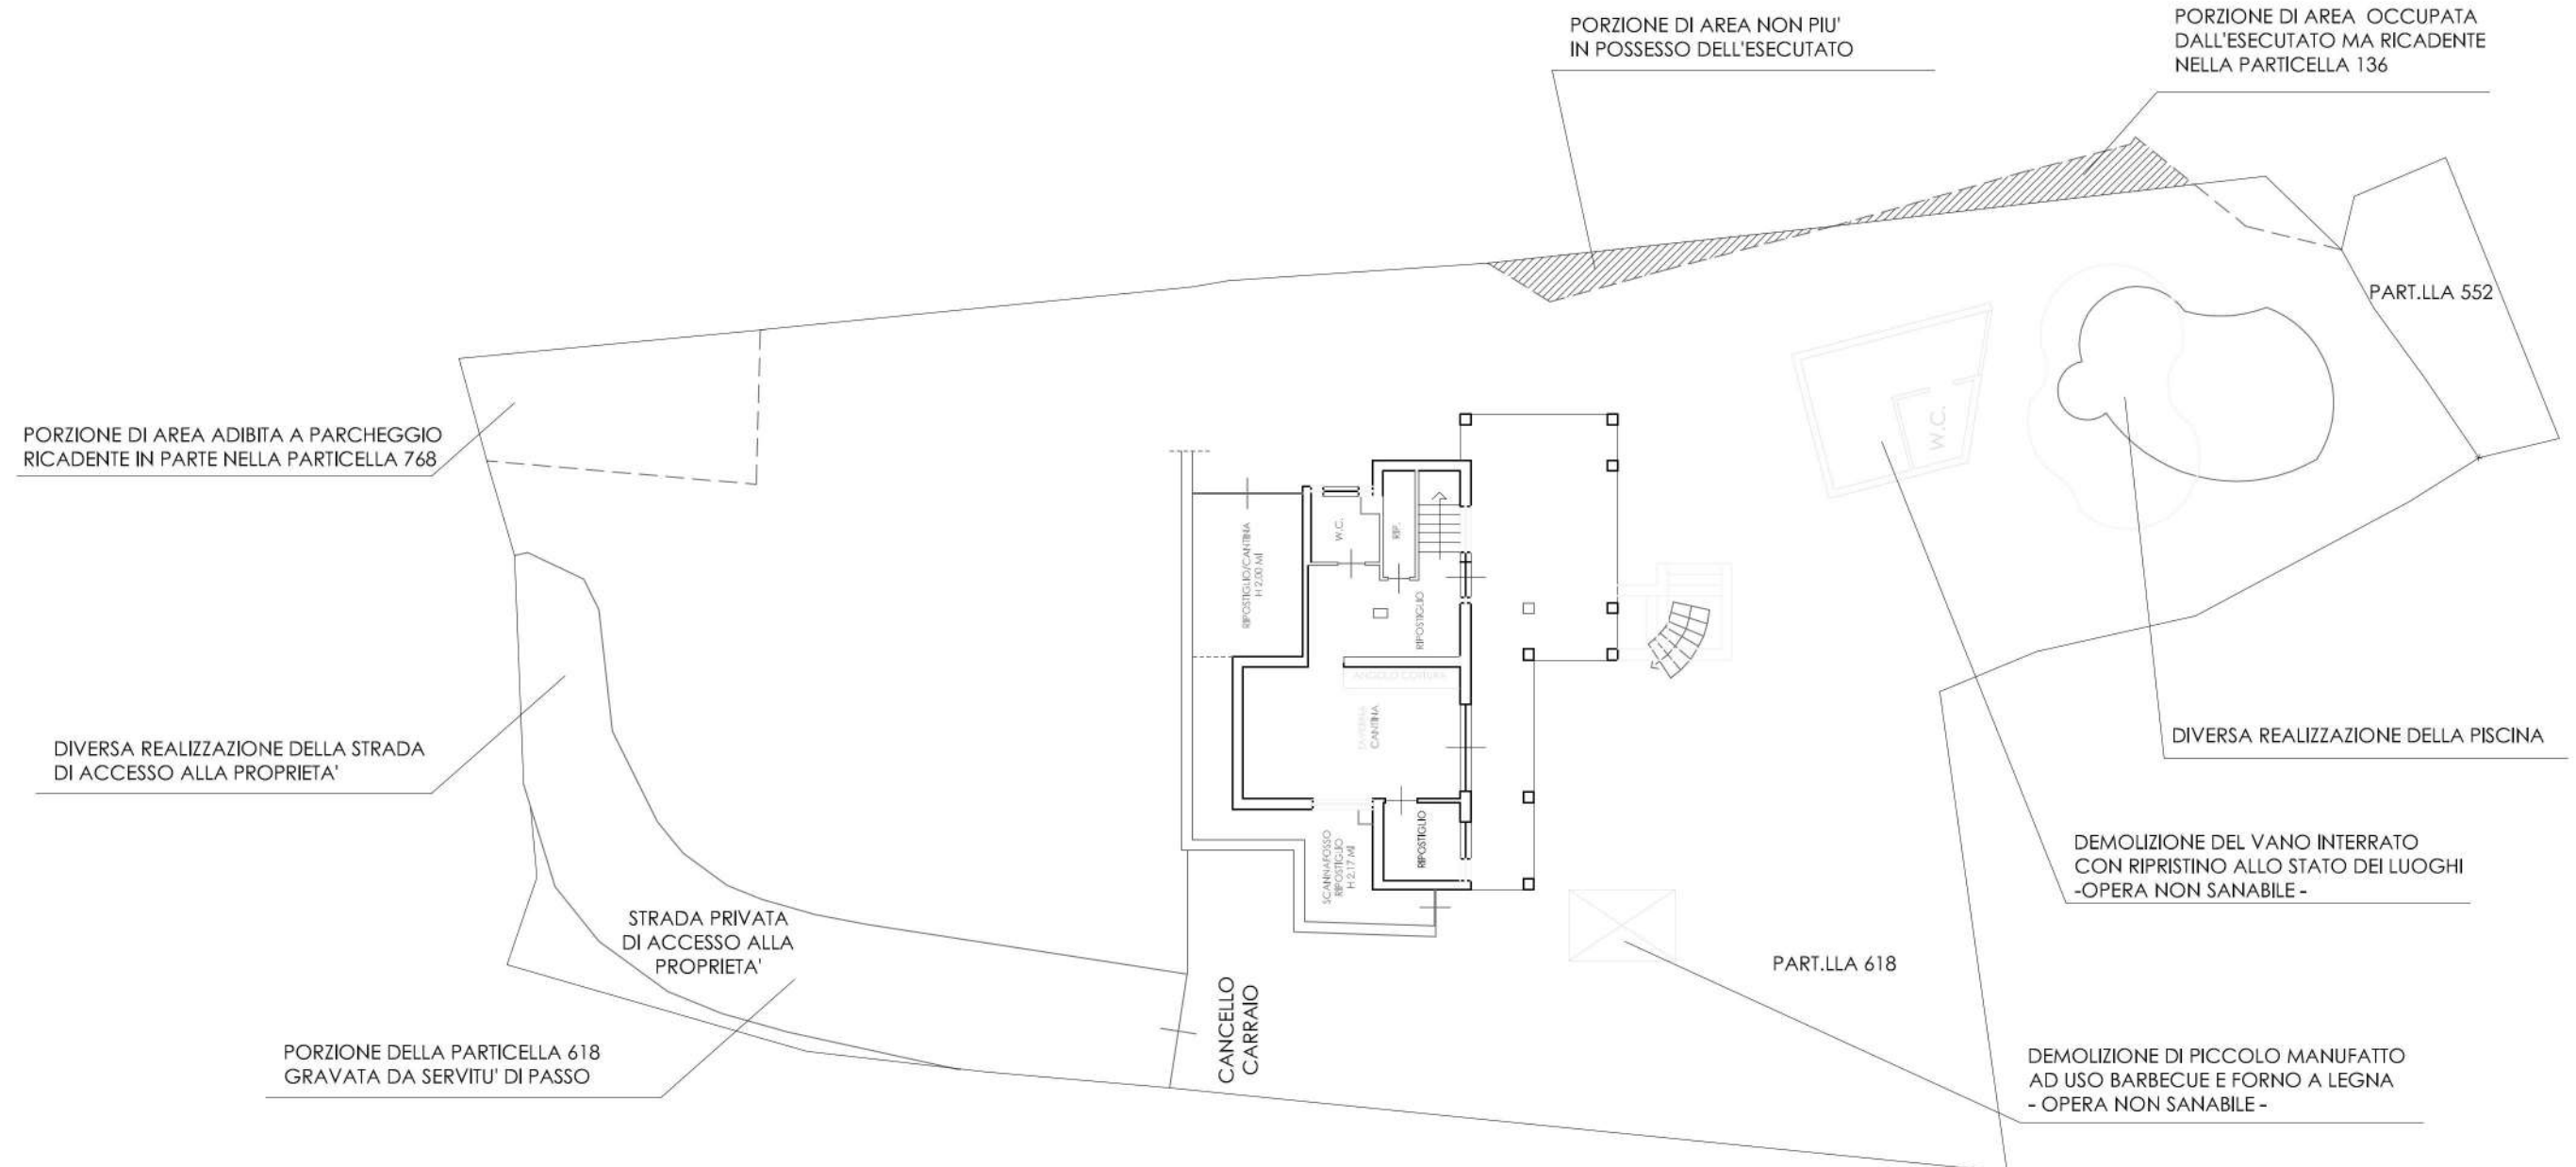 PORZIONE DI AREA NON PIU'
IN POSSESSO DELL'ESECUTATO
PORZIONE DI AREA OCCUPATA
DALL'ESECUTATO MA RICADENTE
NELLA PARTICELLA 136
PART.LLA 552
PORZIONE DI AREA ADIBITA A PARCHEGGIO
RICADENTE IN PARTE NELLA PARTICELLA 768
W.C.
RIPOSTIGLIO/CANTINA
H 2,00 Ml
W.C.
RIP.
RIPOSTIGLIO
ANGOLO COTTURA
CANTINA
DIVERSA REALIZZAZIONE DELLA STRADA
DI ACCESSO ALLA PROPRIETA'
DIVERSA REALIZZAZIONE DELLA PISCINA
SCANNAFOSSO
RIPOSTIGLIO
H 2,17 Ml
RIPOSTIGLIO
DEMOLIZIONE DEL VANO INTERRATO
CON RIPRISTINO ALLO STATO DEI LUOGHI
-OPERA NON SANABILE -
STRADA PRIVATA
DI ACCESSO ALLA
PROPRIETA'
PART.LLA 618
CANCELLO
CARRAIO
PORZIONE DELLA PARTICELLA 618
GRAVATA DA SERVITU' DI PASSO
DEMOLIZIONE DI PICCOLO MANUFATTO
AD USO BARBECUE E FORNO A LEGNA
- OPERA NON SANABILE -